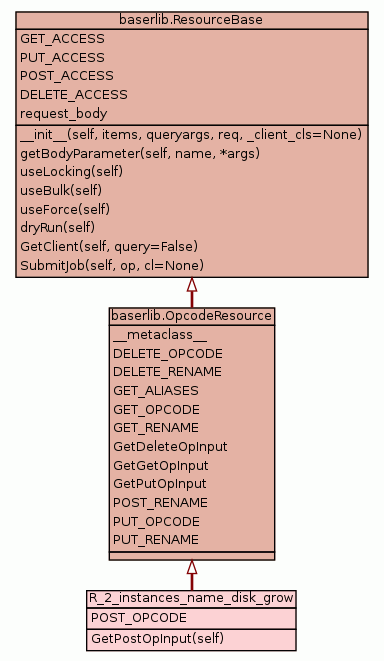 baserlib.ResourceBase
GET_ACCESS
PUT_ACCESS
POST_ACCESS
DELETE_ACCESS
request_body
__init__(self, items, queryargs, req, _client_cls=None)
getBodyParameter(self, name, *args)
useLocking(self)
useBulk(self)
useForce(self)
dryRun(self)
GetClient(self, query=False)
SubmitJob(self, op, cl=None)
baserlib.OpcodeResource
__metaclass__
DELETE_OPCODE
DELETE_RENAME
GET_ALIASES
GET_OPCODE
GET_RENAME
GetDeleteOpInput
GetGetOpInput
GetPutOpInput
POST_RENAME
PUT_OPCODE
PUT_RENAME
R_2_instances_name_disk_grow
POST_OPCODE
GetPostOpInput(self)